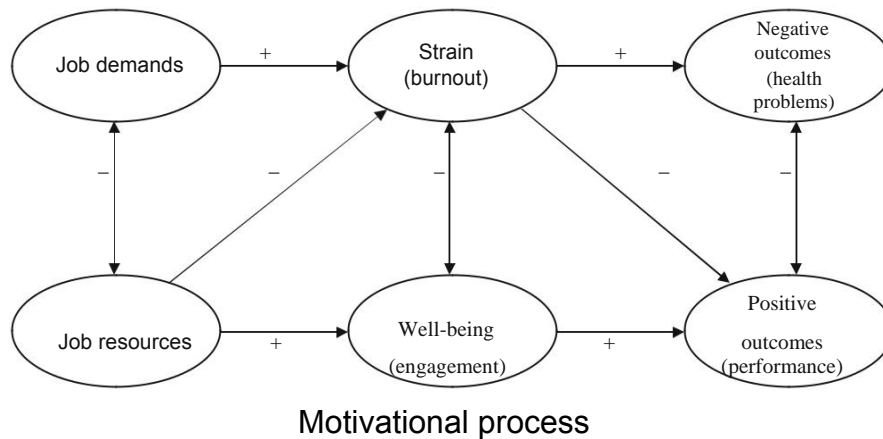 Job demands
+
Strain
(burnout)
+
Negative
outcomes
(health
problems)
–
–
–
–
–
Job resources
+
Well-being
(engagement)
+
Positive
outcomes
(performance)
Motivational process